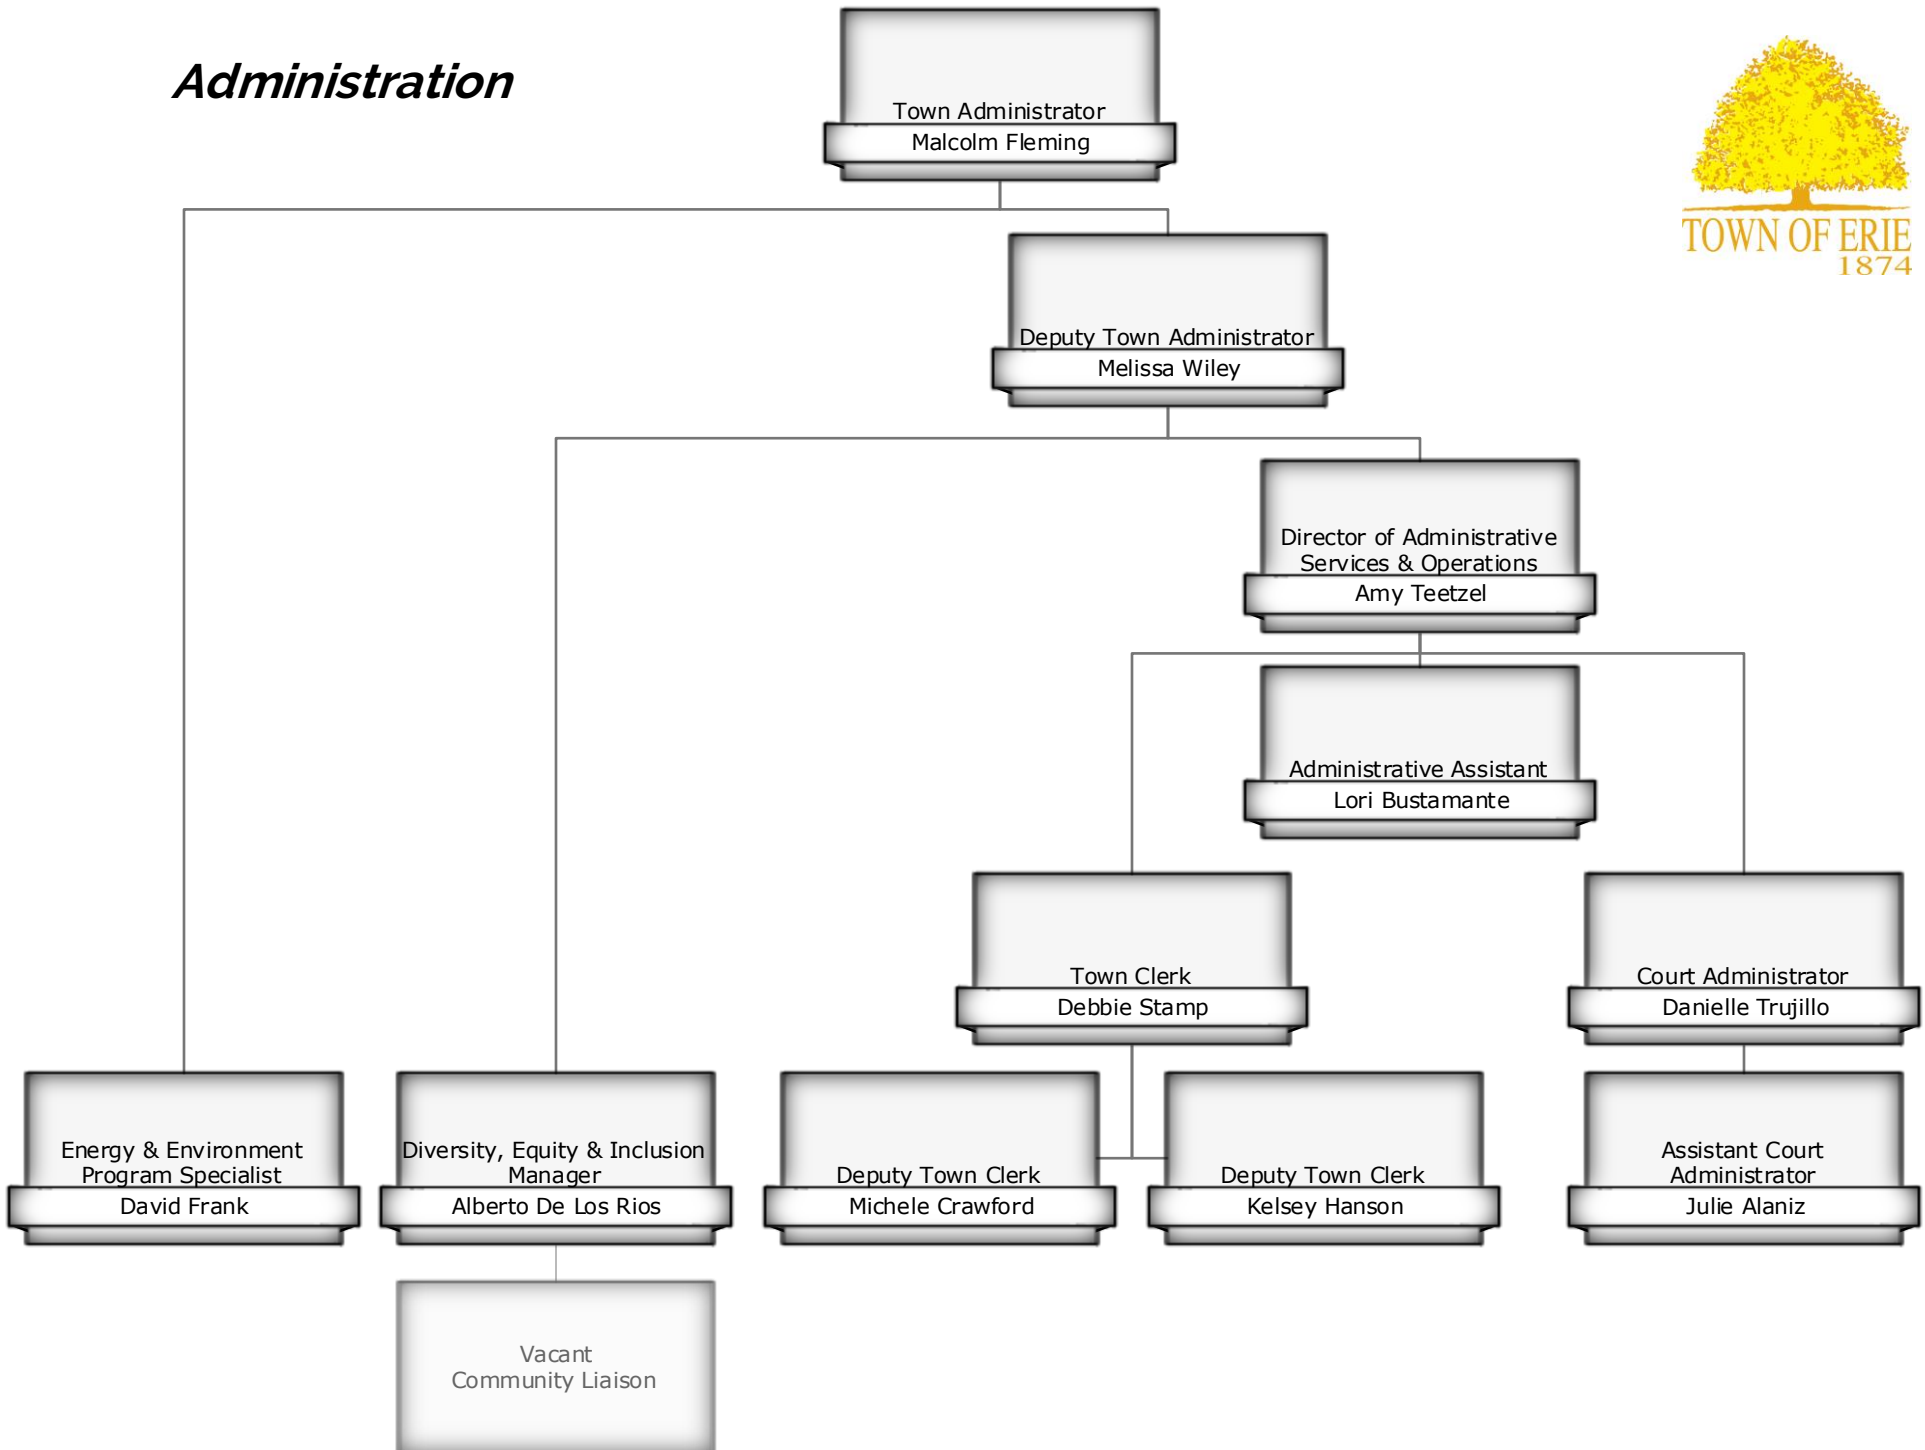 Administration
Town Administrator
Malcolm Fleming
TOWN OF ERIE
1874
Deputy Town Administrator
Melissa Wiley
Director of Administrative
Services & Operations
Amy Teetzel
Administrative Assistant
Lori Bustamante
Town Clerk
Debbie Stamp
Court Administrator
Danielle Trujillo
Energy & Environment
Program Specialist
David Frank
Diversity, Equity & Inclusion
Manager
Alberto De Los Rios
Deputy Town Clerk
Michele Crawford
Deputy Town Clerk
Kelsey Hanson
Assistant Court
Administrator
Julie Alaniz
Vacant
Community Liaison